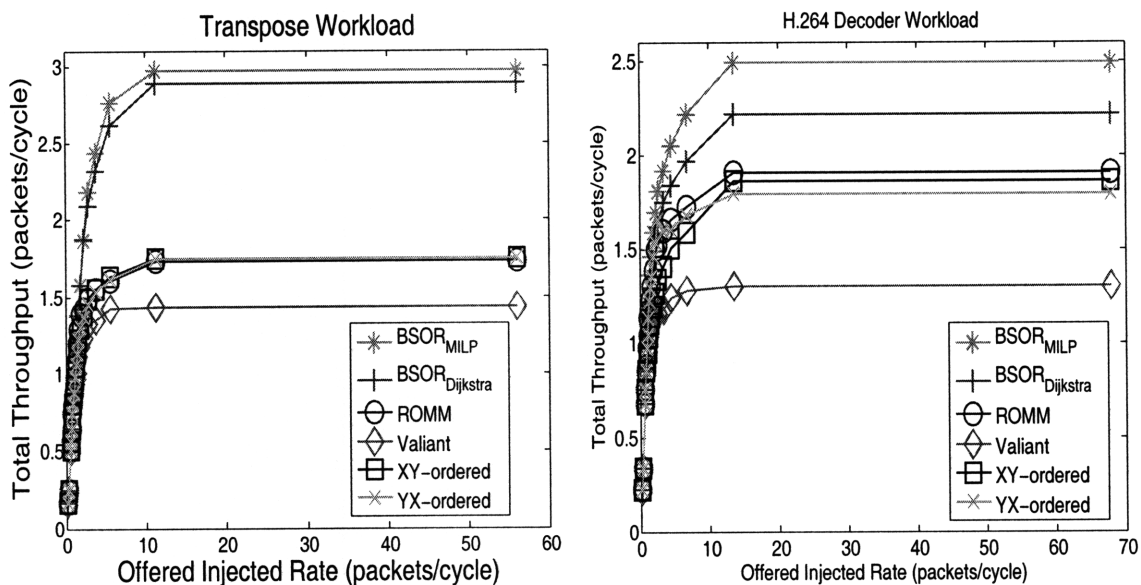 Transpose Workload
Total Throughput (packets/cycle)
3
2.5
2
1.5
1
0.5
0
0 10 20 30 40 50 60
Offered Injected Rate (packets/cycle)
BSOR_MILP
BSOR_Dijkstra
ROMM
Valiant
XY-ordered
YX-ordered
H.264 Decoder Workload
Total Throughput (packets/cycle)
2.5
2
1.5
1
0.5
0
0 10 20 30 40 50 60 70
Offered Injected Rate (packets/cycle)
BSOR_MILP
BSOR_Dijkstra
ROMM
Valiant
XY-ordered
YX-ordered